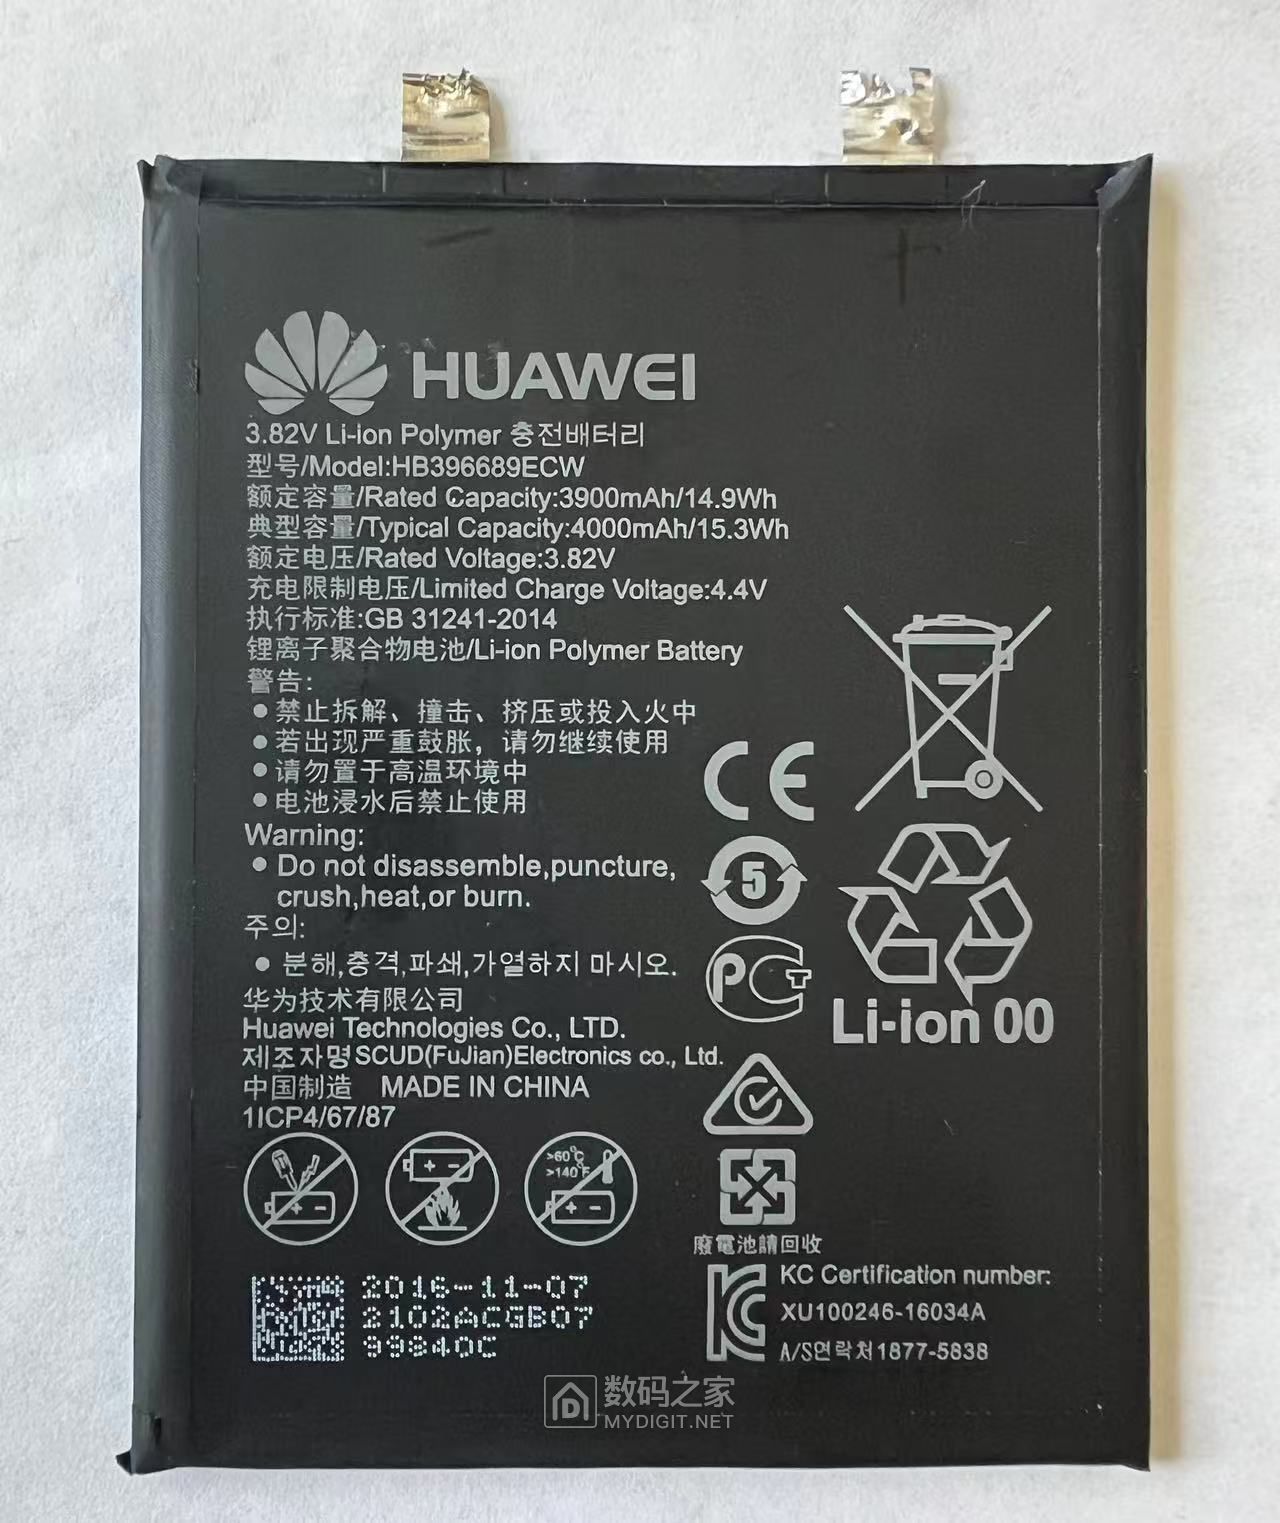 HUAWEI
3.82V Li-ion Polymer 충전배터리
型号/Model:HB396689ECW
额定容量/Rated Capacity:3900mAh/14.9Wh
典型容量/Typical Capacity:4000mAh/15.3Wh
额定电压/Rated Voltage:3.82V
充电限制电压/Limited Charge Voltage:4.4V
执行标准:GB 31241-2014
锂离子聚合物电池/Li-ion Polymer Battery
警告:
● 禁止拆解、撞击、挤压或投入火中
● 若出现严重鼓胀，请勿继续使用
● 请勿置于高温环境中
● 电池浸水后禁止使用
Warning:
● Do not disassemble,puncture,
crush,heat,or burn.
주의:
● 분해,충격,파쇄,가열하지 마시오.
华为技术有限公司
Huawei Technologies Co., LTD.
제조자명SCUD(FuJian)Electronics co., Ltd.
中国制造 MADE IN CHINA
1ICP4/67/87
>60°C
>140°F
CE
5
PCT
Li-ion 00
廢電池請回收
KC Certification number:
XU100246-16034A
A/S연락처1877-5838
2016-11-07
2102ACGB07
99840C
数码之家
MYDIGIT.NET